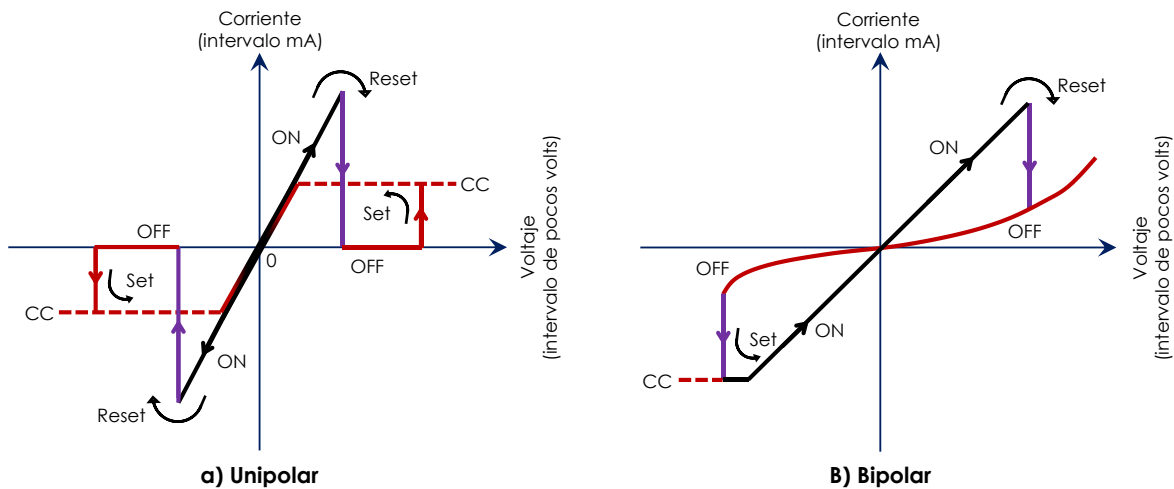 Corriente
(intervalo mA)
Reset
ON
CC
Set
OFF
0
OFF
Set
CC
ON
Reset
Voltaje
(intervalo de pocos volts)
a) Unipolar
Corriente
(intervalo mA)
Reset
ON
OFF
OFF
Set
ON
CC
Voltaje
(intervalo de pocos volts)
B) Bipolar